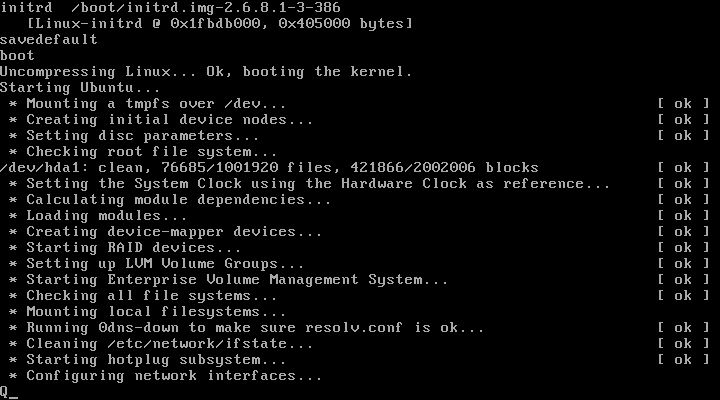 initrd  /boot/initrd.img-2.6.8.1-3-386
   [Linux-initrd @ 0x1fbdb000, 0x405000 bytes]
savedefault
boot
Uncompressing Linux... Ok, booting the kernel.
Starting Ubuntu...
 * Mounting a tmpfs over /dev... [ ok ]
 * Creating initial device nodes... [ ok ]
 * Setting disc parameters... [ ok ]
 * Checking root file system...
/dev/hda1: clean, 76685/1001920 files, 421866/2002006 blocks [ ok ]
 * Setting the System Clock using the Hardware Clock as reference... [ ok ]
 * Calculating module dependencies... [ ok ]
 * Loading modules... [ ok ]
 * Creating device-mapper devices... [ ok ]
 * Starting RAID devices... [ ok ]
 * Setting up LVM Volume Groups... [ ok ]
 * Starting Enterprise Volume Management System... [ ok ]
 * Checking all file systems... [ ok ]
 * Mounting local filesystems...
 * Running 0dns-down to make sure resolv.conf is ok... [ ok ]
 * Cleaning /etc/network/ifstate... [ ok ]
 * Starting hotplug subsystem... [ ok ]
 * Configuring network interfaces...
Q_